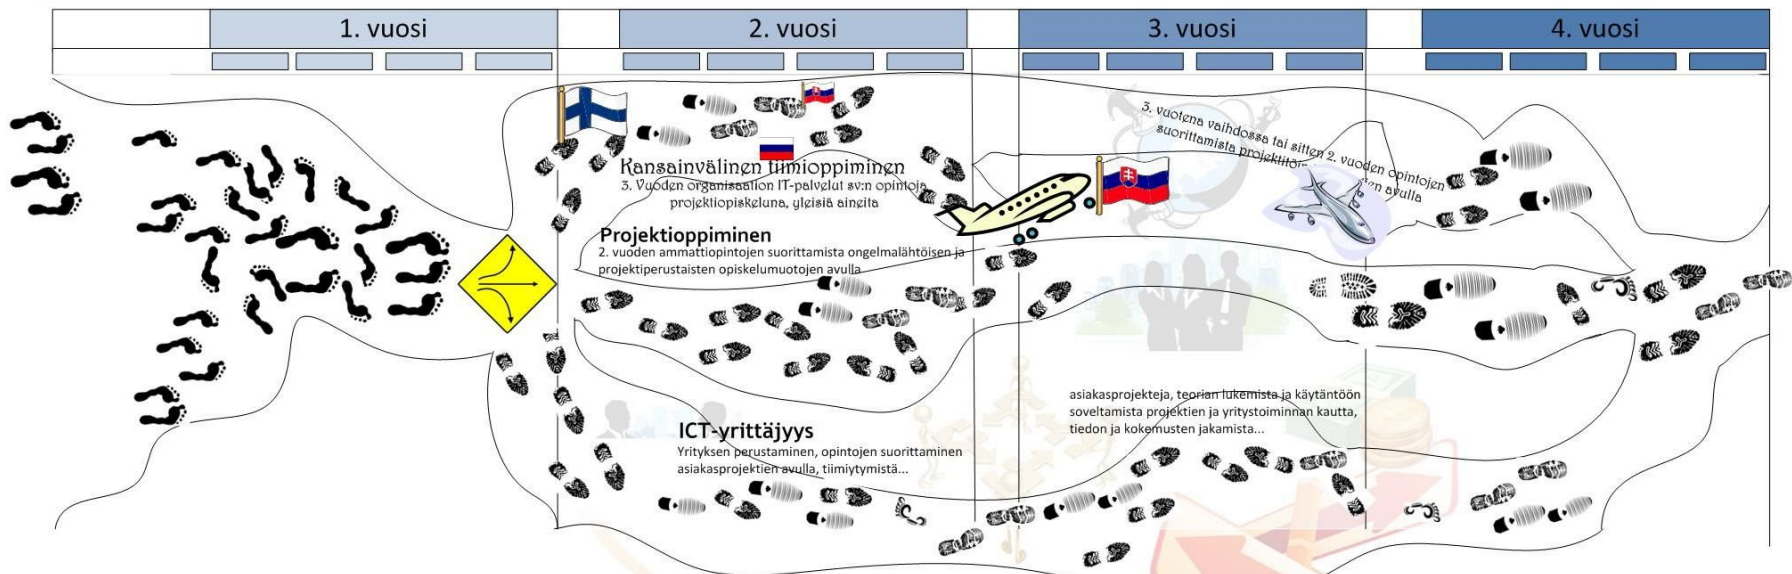 1. vuosi
2. vuosi
3. vuosi
4. vuosi
Kansainvälinen tiimioppiminen
3. Vuoden organisaation IT-palvelut sv:n opintoja
projektiopiskeluna, yleisiä aineita
3. vuotena vaihdossa tai sitten 2. vuoden opintojen
suorittamista avulla
Projektioppiminen
2. vuoden ammattiopintojen suorittamista ongelmalähtöisen ja
projektiperustaisten opiskelumuotojen avulla
ICT-yrittäjyys
Yrityksen perustaminen, opintojen suorittaminen
asiakasprojektien avulla, tiimiytymistä...
asiakasprojekteja, teorian lukemista ja käytäntöön
soveltamista projektien ja yritystoiminnan kautta,
tiedon ja kokemusten jakamista...